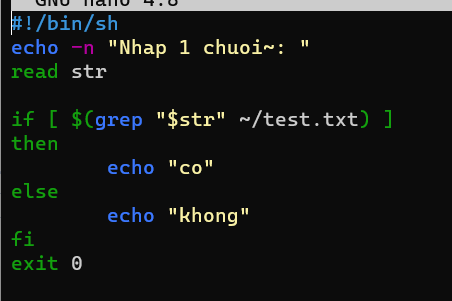 GNU nano 4.8
#!/bin/sh
echo -n "Nhap 1 chuoi~: "
read str

if [ $(grep "$str" ~/test.txt) ]
then
        echo "co"
else
        echo "khong"
fi
exit 0